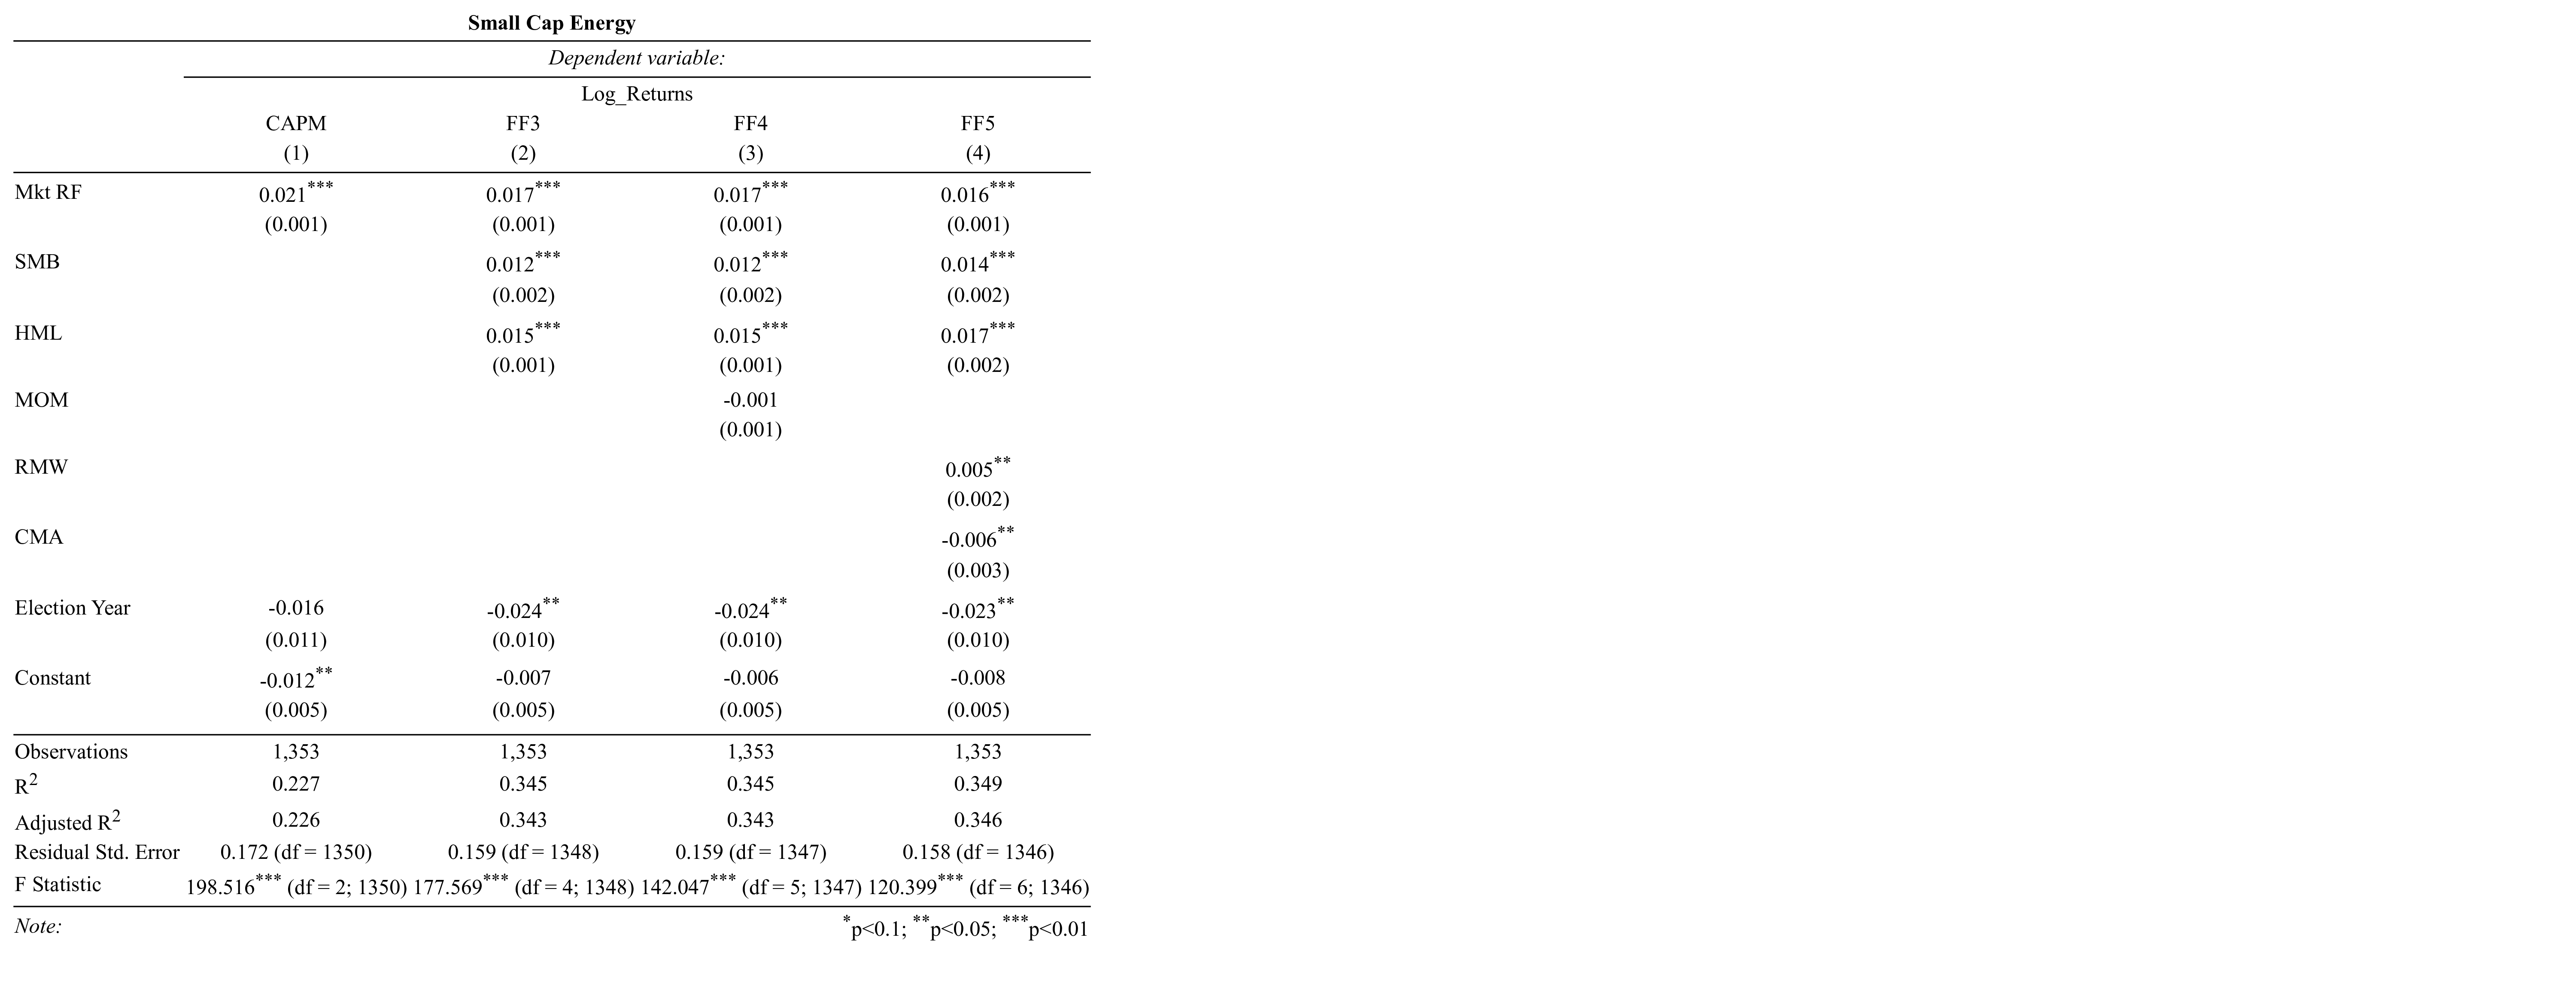 Small Cap Energy
Dependent variable:
Log_Returns
CAPM FF3 FF4 FF5
(1) (2) (3) (4)
Mkt RF 0.021*** 0.017*** 0.017*** 0.016***
(0.001) (0.001) (0.001) (0.001)
SMB 0.012*** 0.012*** 0.014***
(0.002) (0.002) (0.002)
HML 0.015*** 0.015*** 0.017***
(0.001) (0.001) (0.002)
MOM -0.001
(0.001)
RMW 0.005**
(0.002)
CMA -0.006**
(0.003)
Election Year -0.016 -0.024** -0.024** -0.023**
(0.011) (0.010) (0.010) (0.010)
Constant -0.012** -0.007 -0.006 -0.008
(0.005) (0.005) (0.005) (0.005)
Observations 1,353 1,353 1,353 1,353
R2 0.227 0.345 0.345 0.349
Adjusted R2 0.226 0.343 0.343 0.346
Residual Std. Error 0.172 (df = 1350) 0.159 (df = 1348) 0.159 (df = 1347) 0.158 (df = 1346)
F Statistic 198.516*** (df = 2; 1350) 177.569*** (df = 4; 1348) 142.047*** (df = 5; 1347) 120.399*** (df = 6; 1346)
Note: *p<0.1; **p<0.05; ***p<0.01